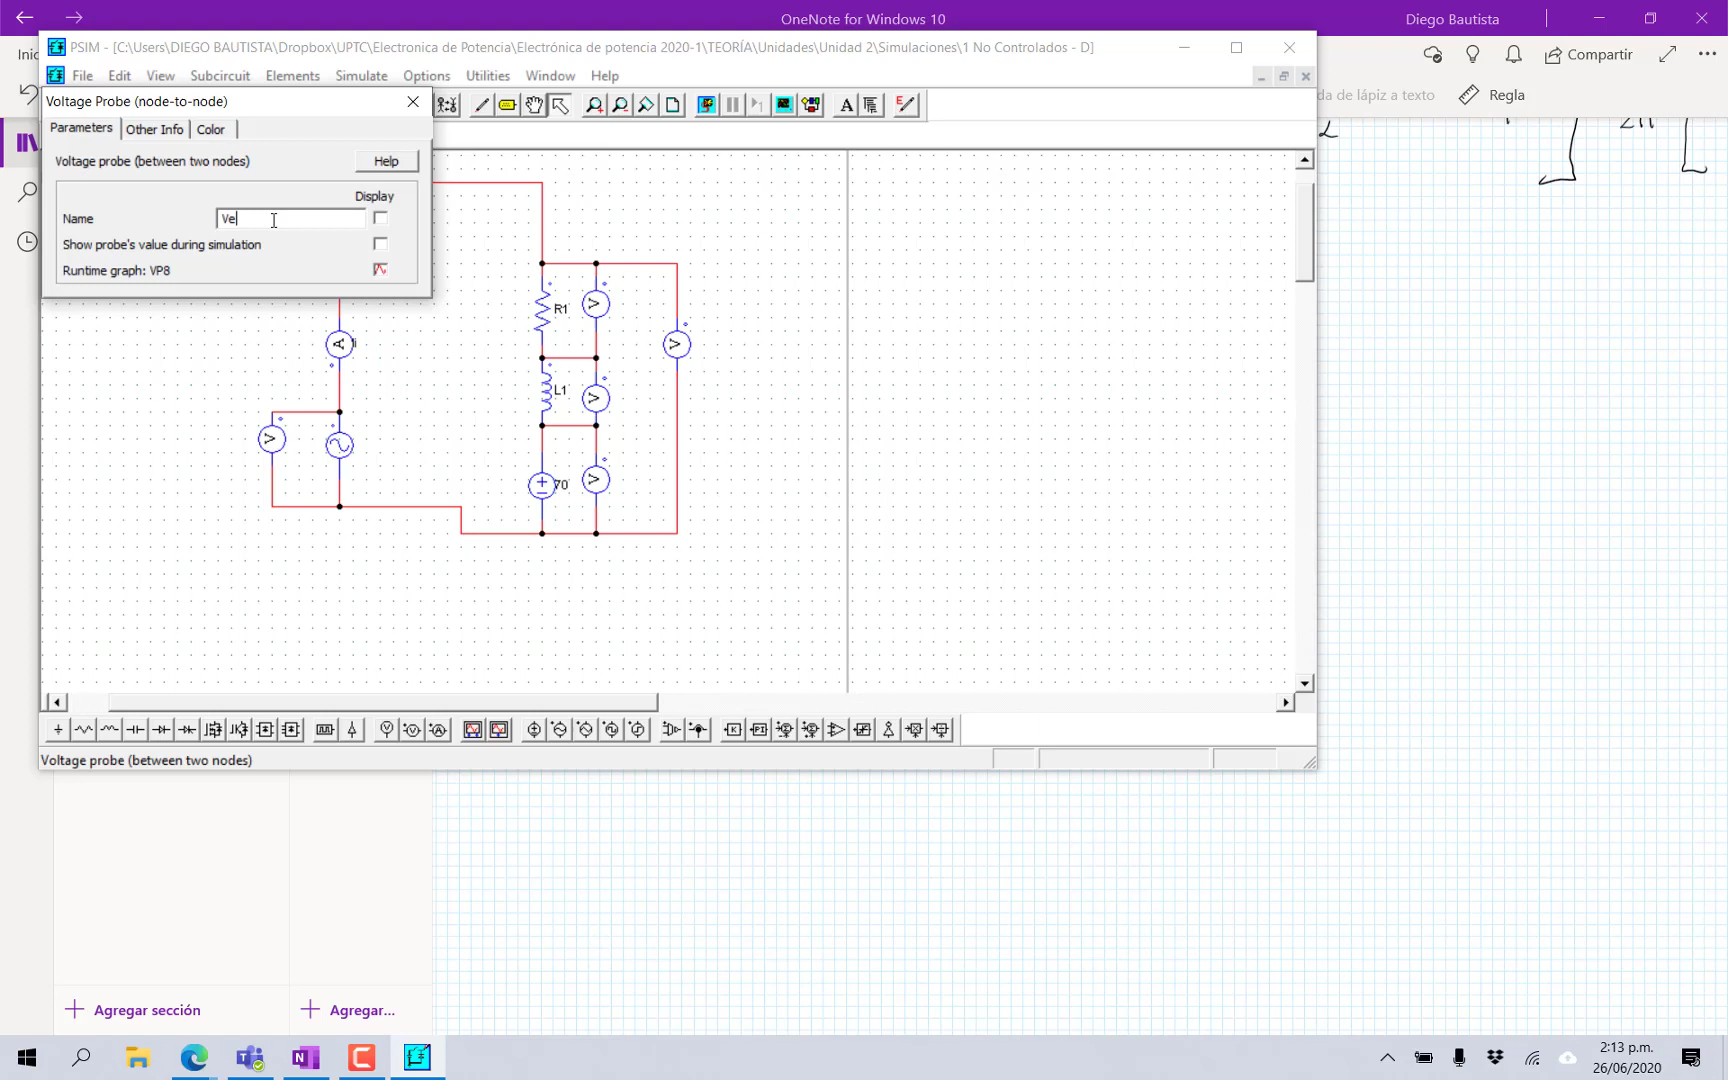 OneNote for Windows 10
Diego Bautista
PSIM - [C:\Users\DIEGO BAUTISTA\Dropbox\UPTC\Electronica de Potencia\Electrónica de potencia 2020-1\TEORÍA\Unidades\Unidad 2\Simulaciones\1 No Controlados - D]
Inic
Compartir
File Edit View Subcircuit Elements Simulate Options Utilities Window Help
da de lápiz a texto
Regla
Voltage Probe (node-to-node)
Parameters Other Info Color
Voltage probe (between two nodes)
Help
Display
Name
Ve
Show probe's value during simulation
Runtime graph: VP8
R1
V
A
V
L1
V
V
70
V
K
PI
Voltage probe (between two nodes)
Agregar sección
Agregar...
2:13 p.m.
26/06/2020